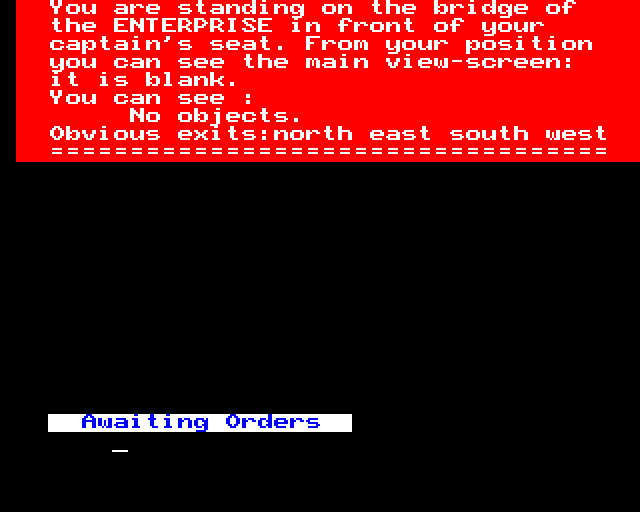 You are standing on the bridge of
the ENTERPRISE in front of your
captain's seat. From your position
you can see the main view-screen:
it is blank.
You can see :
No objects.
Obvious exits:north east south west
===================================
Awaiting Orders
_